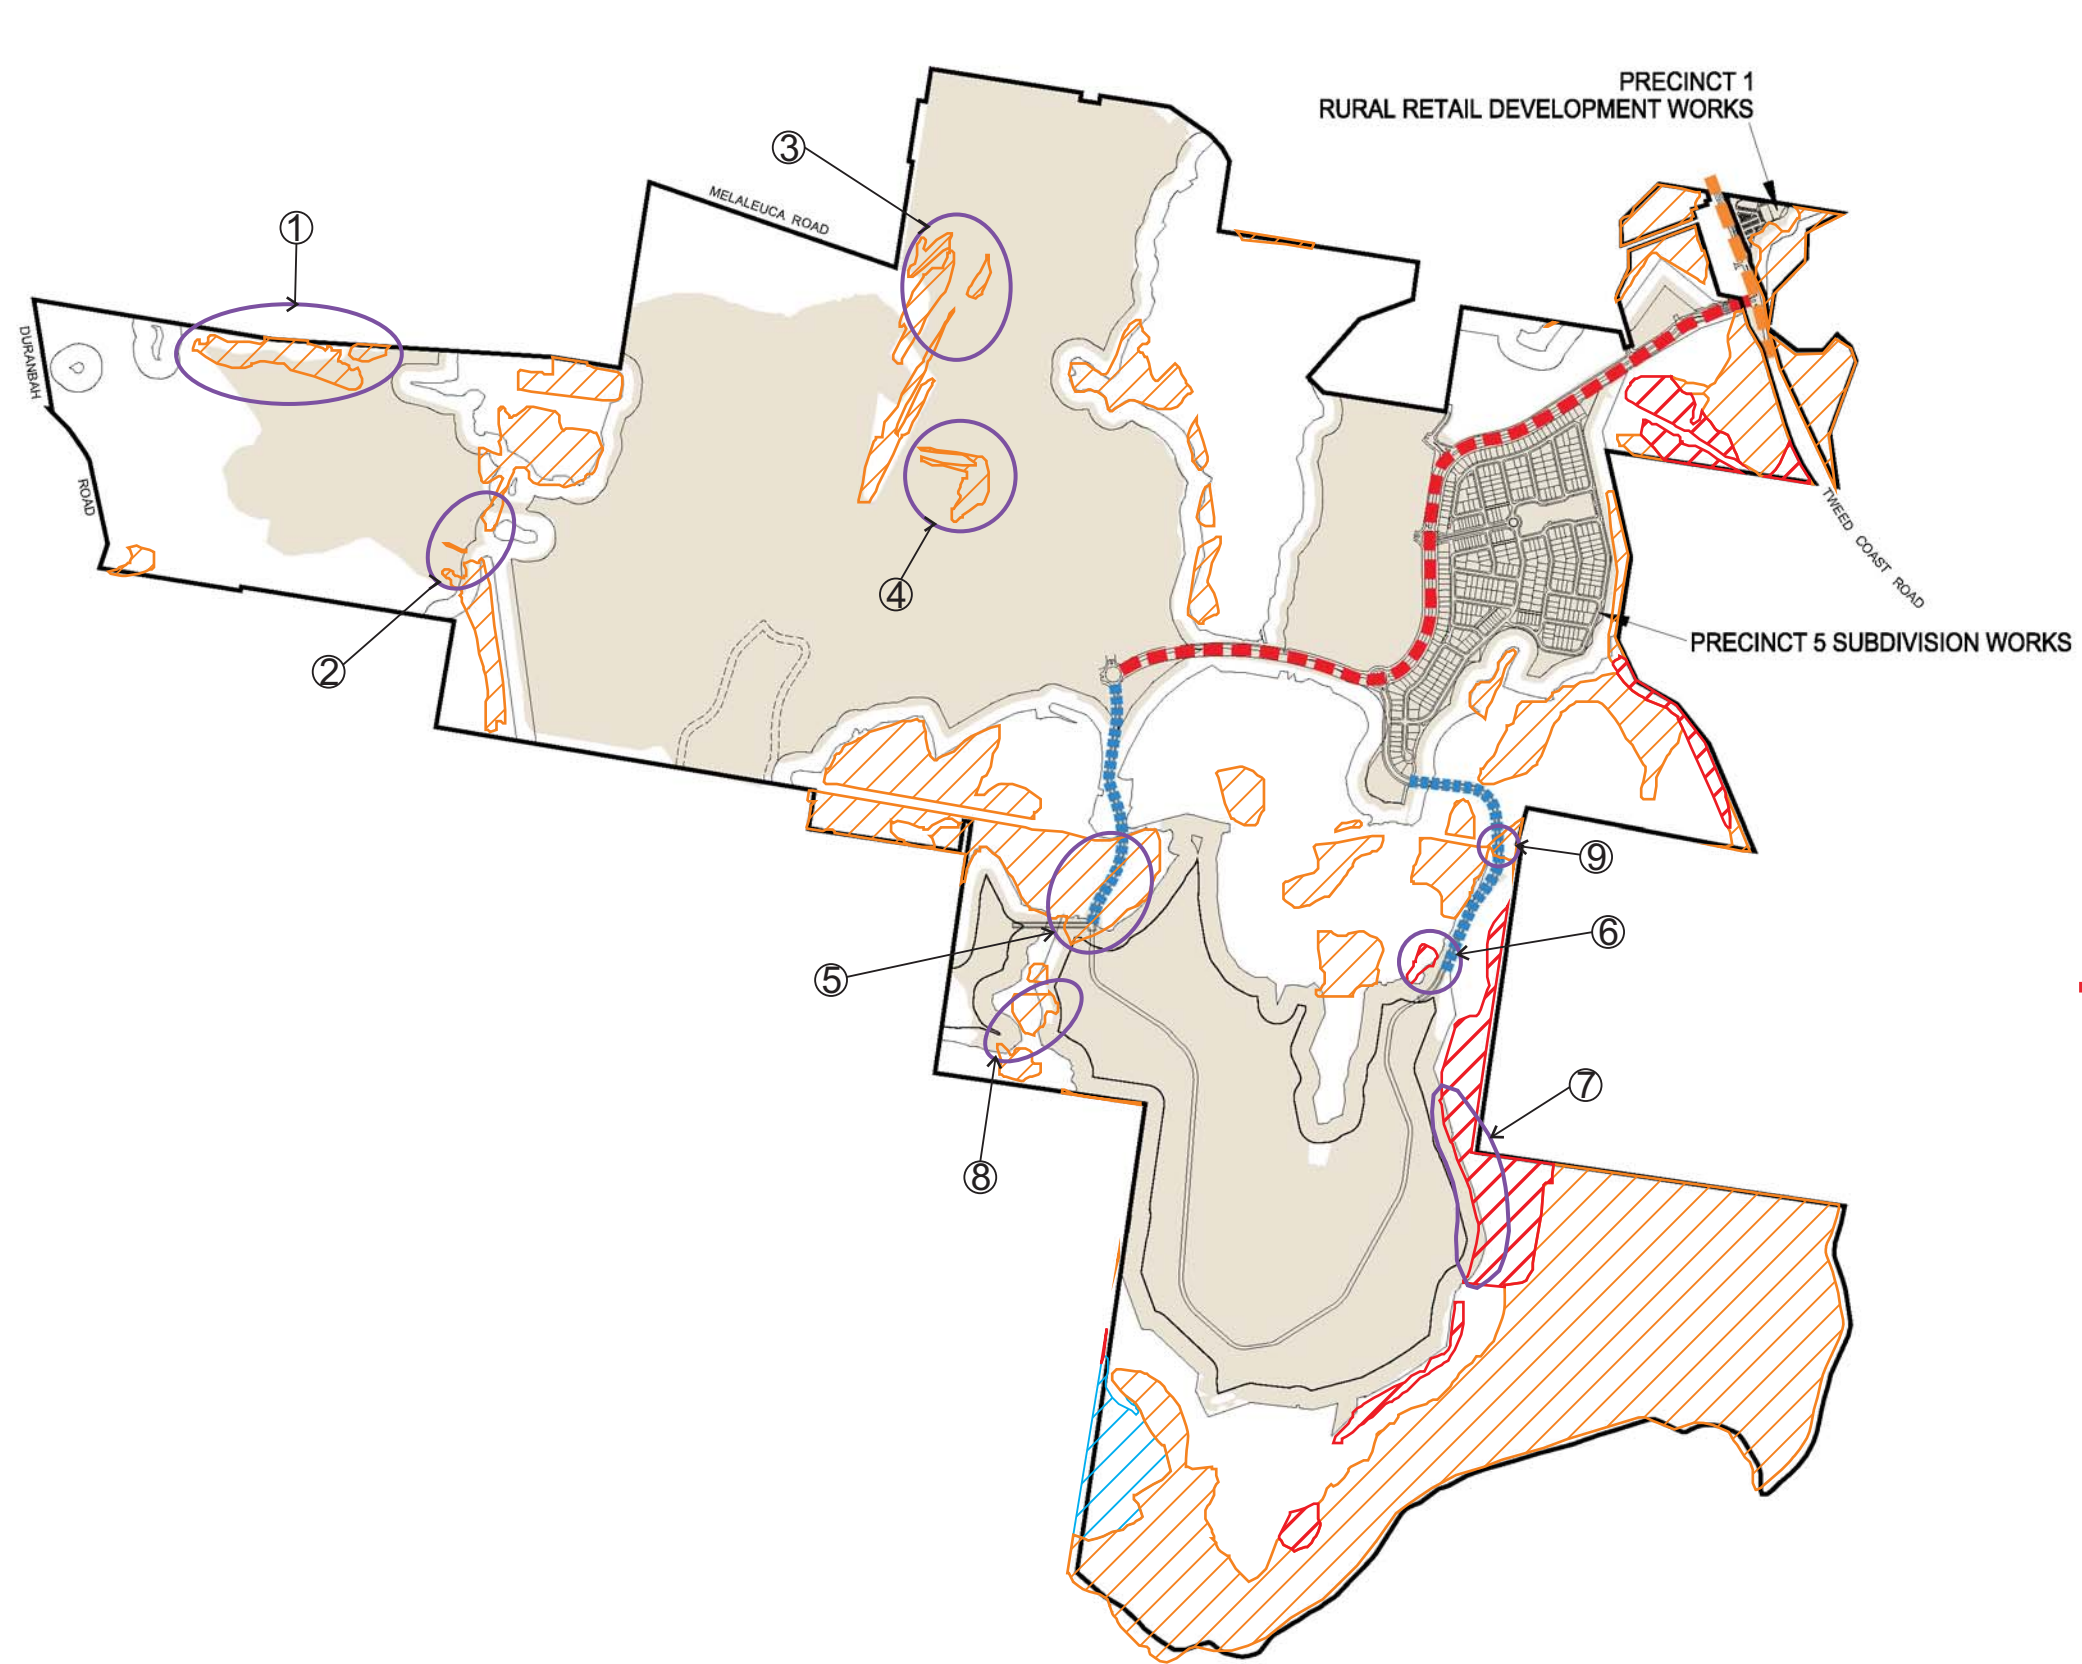 PRECINCT 1
RURAL RETAIL DEVELOPMENT WORKS
3
MELALEUCA ROAD
1
DURANBAH
ROAD
TWEED COAST ROAD
4
PRECINCT 5 SUBDIVISION WORKS
2
9
6
5
7
8